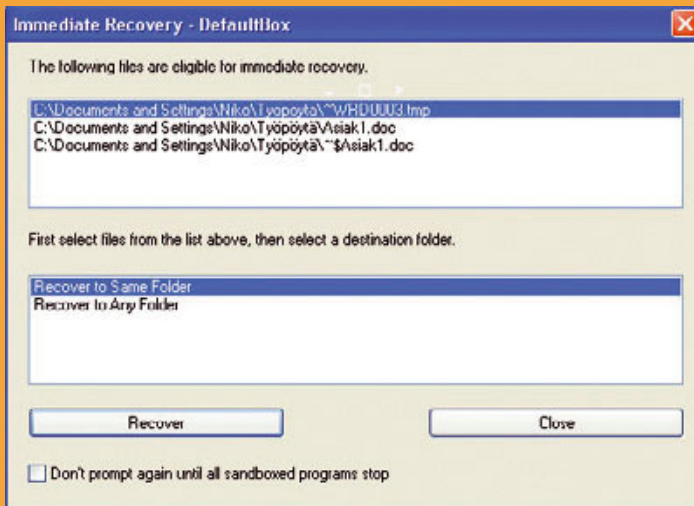 Immediate Recovery - DefaultBox
The following files are eligible for immediate recovery.
C:\Documents and Settings\Niko\Työpöytä\~WRD0003.tmp
C:\Documents and Settings\Niko\Työpöytä\Asiak1.doc
C:\Documents and Settings\Niko\Työpöytä\~$Asiak1.doc
First select files from the list above, then select a destination folder.
Recover to Same Folder
Recover to Any Folder
Recover Close
Don't prompt again until all sandboxed programs stop